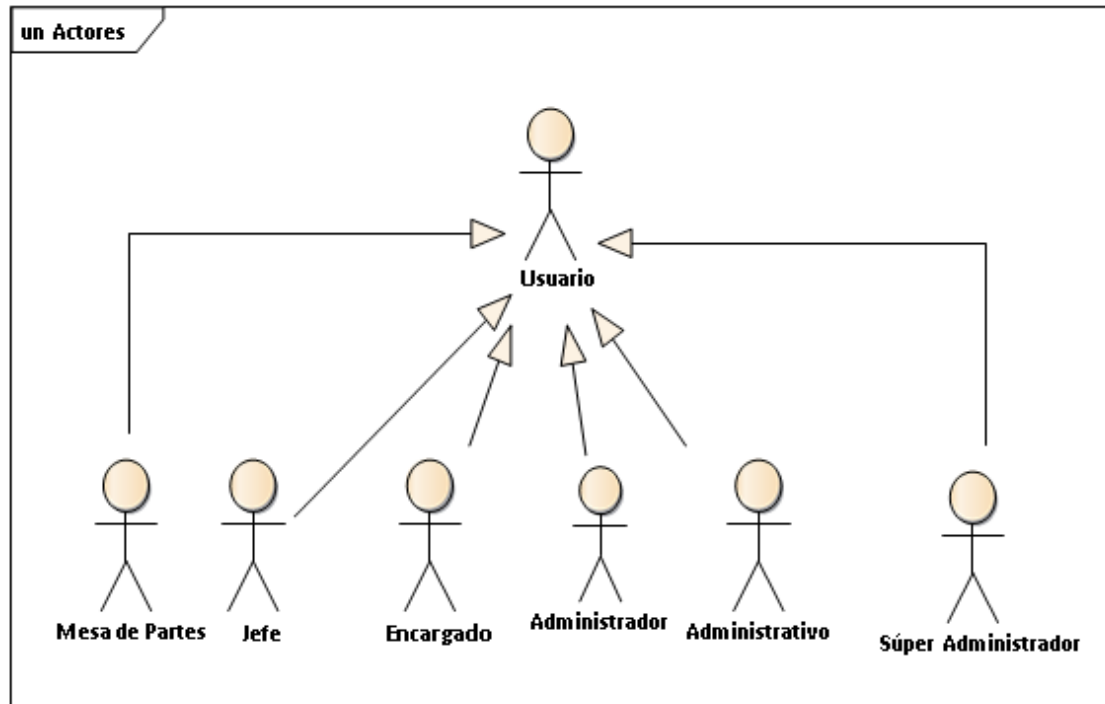 un Actores
Usuario
Mesa de Partes
Jefe
Encargado
Administrador
Administrativo
Súper Administrador